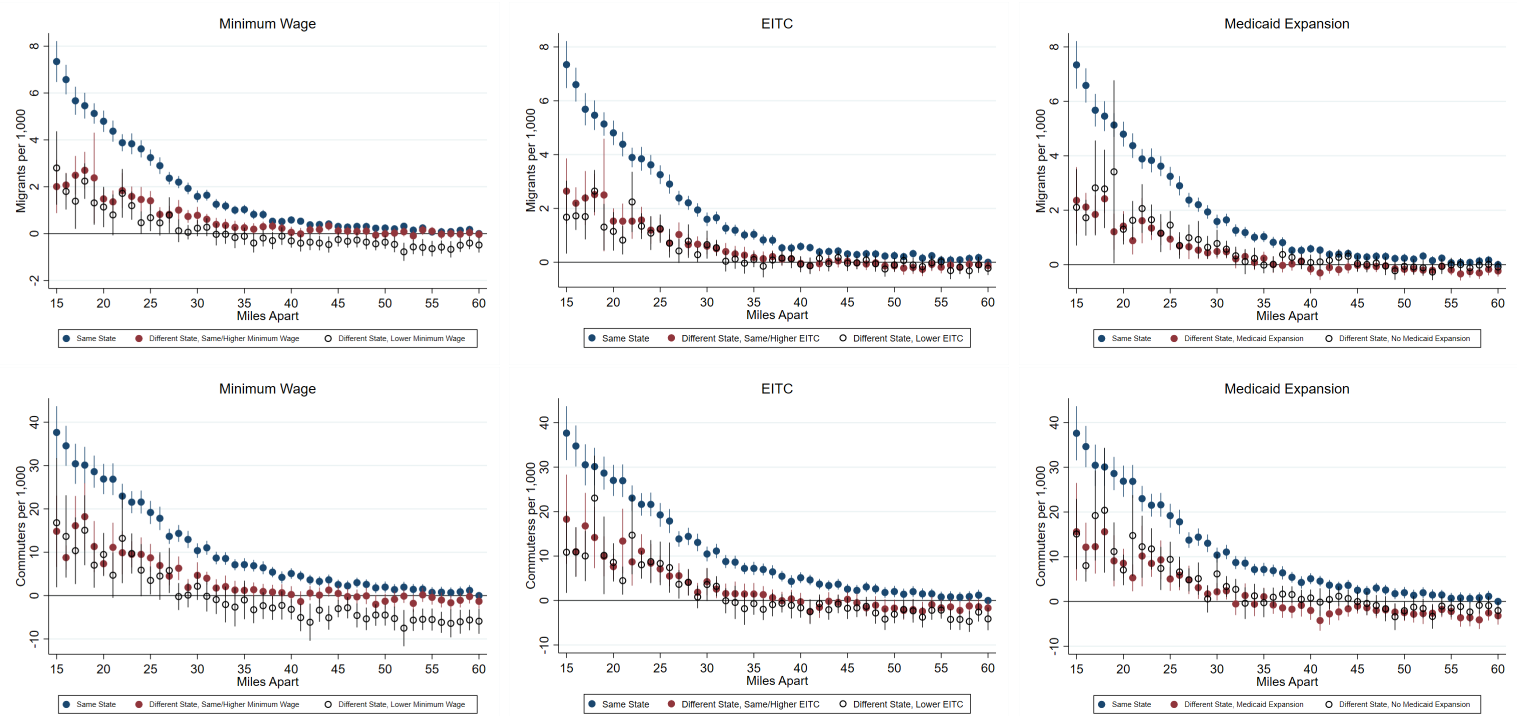 Minimum Wage
Migrants per 1,000
8
6
4
2
0
-2
15 20 25 30 35 40 45 50 55 60
Miles Apart
Same State Different State, Same/Higher Minimum Wage Different State, Lower Minimum Wage
EITC
Migrants per 1,000
8
6
4
2
0
15 20 25 30 35 40 45 50 55 60
Miles Apart
Same State Different State, Same/Higher EITC Different State, Lower EITC
Medicaid Expansion
Migrants per 1,000
8
6
4
2
0
15 20 25 30 35 40 45 50 55 60
Miles Apart
Same State Different State, Medicaid Expansion Different State, No Medicaid Expansion
Minimum Wage
Commuters per 1,000
40
30
20
10
0
-10
15 20 25 30 35 40 45 50 55 60
Miles Apart
Same State Different State, Same/Higher Minimum Wage Different State, Lower Minimum Wage
EITC
Commuterns per 1,000
40
30
20
10
0
-10
15 20 25 30 35 40 45 50 55 60
Miles Apart
Same State Different State, Same/Higher EITC Different State, Lower EITC
Medicaid Expansion
Commuters per 1,000
40
30
20
10
0
-10
15 20 25 30 35 40 45 50 55 60
Miles Apart
Same State Different State, Medicaid Expansion Different State, No Medicaid Expansion